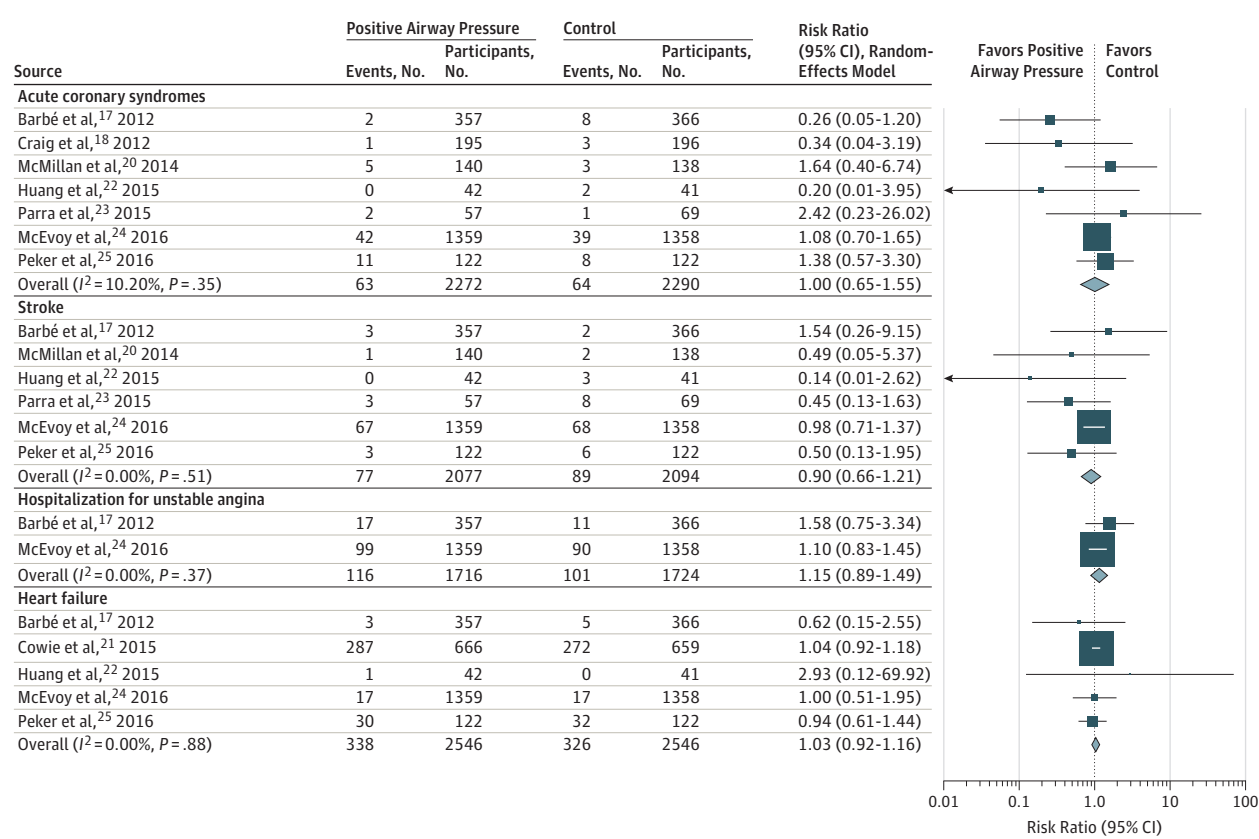 Positive Airway Pressure Control Risk Ratio (95% CI), Random-Effects Model Favors Positive Airway Pressure Favors Control
Source Events, No. Participants, No. Events, No. Participants, No.
Acute coronary syndromes
Barbé et al,17 2012 2 357 8 366 0.26 (0.05-1.20)
Craig et al,18 2012 1 195 3 196 0.34 (0.04-3.19)
McMillan et al,20 2014 5 140 3 138 1.64 (0.40-6.74)
Huang et al,22 2015 0 42 2 41 0.20 (0.01-3.95)
Parra et al,23 2015 2 57 1 69 2.42 (0.23-26.02)
McEvoy et al,24 2016 42 1359 39 1358 1.08 (0.70-1.65)
Peker et al,25 2016 11 122 8 122 1.38 (0.57-3.30)
Overall (I2 = 10.20%, P = .35) 63 2272 64 2290 1.00 (0.65-1.55)
Stroke
Barbé et al,17 2012 3 357 2 366 1.54 (0.26-9.15)
McMillan et al,20 2014 1 140 2 138 0.49 (0.05-5.37)
Huang et al,22 2015 0 42 3 41 0.14 (0.01-2.62)
Parra et al,23 2015 3 57 8 69 0.45 (0.13-1.63)
McEvoy et al,24 2016 67 1359 68 1358 0.98 (0.71-1.37)
Peker et al,25 2016 3 122 6 122 0.50 (0.13-1.95)
Overall (I2 = 0.00%, P = .51) 77 2077 89 2094 0.90 (0.66-1.21)
Hospitalization for unstable angina
Barbé et al,17 2012 17 357 11 366 1.58 (0.75-3.34)
McEvoy et al,24 2016 99 1359 90 1358 1.10 (0.83-1.45)
Overall (I2 = 0.00%, P = .37) 116 1716 101 1724 1.15 (0.89-1.49)
Heart failure
Barbé et al,17 2012 3 357 5 366 0.62 (0.15-2.55)
Cowie et al,21 2015 287 666 272 659 1.04 (0.92-1.18)
Huang et al,22 2015 1 42 0 41 2.93 (0.12-69.92)
McEvoy et al,24 2016 17 1359 17 1358 1.00 (0.51-1.95)
Peker et al,25 2016 30 122 32 122 0.94 (0.61-1.44)
Overall (I2 = 0.00%, P = .88) 338 2546 326 2546 1.03 (0.92-1.16)
0.01 0.1 1.0 10 100
Risk Ratio (95% CI)